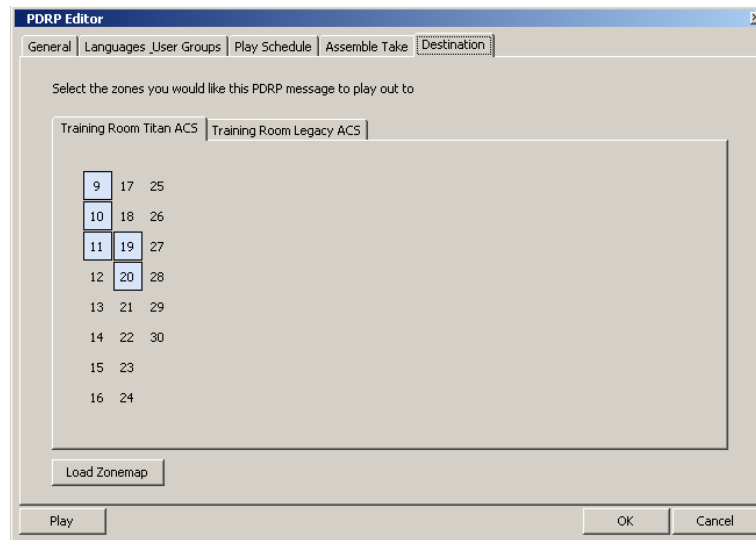 PDRP Editor
General Languages _User Groups Play Schedule Assemble Take Destination
Select the zones you would like this PDRP message to play out to
Training Room Titan ACS Training Room Legacy ACS
9 17 25
10 18 26
11 19 27
12 20 28
13 21 29
14 22 30
15 23
16 24
Load Zonemap
Play OK Cancel